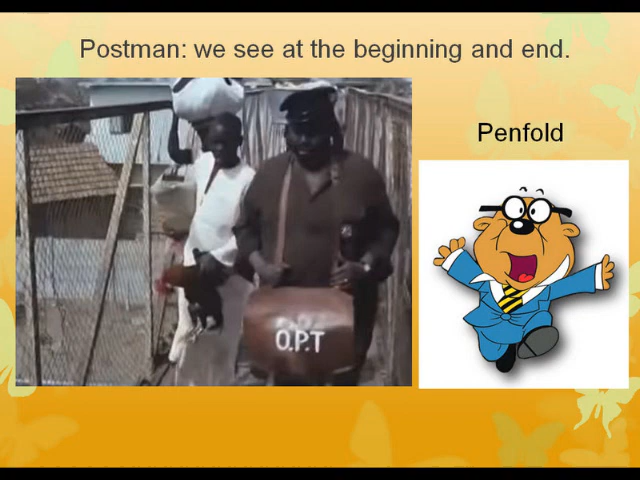 Postman: we see at the beginning and end.
Penfold
O.P.T